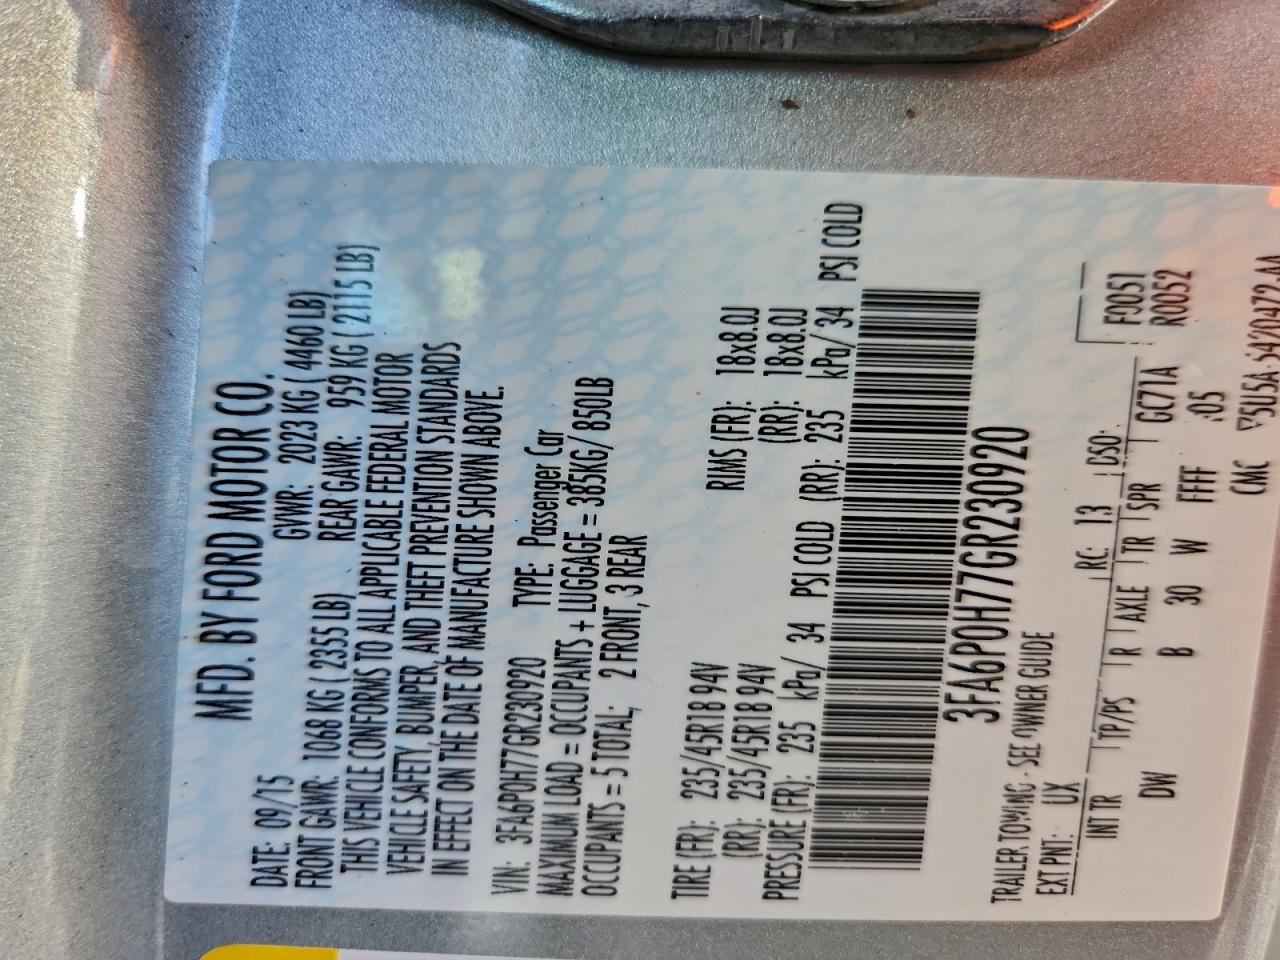 MFD. BY FORD MOTOR CO.
DATE: 09/15 GVWR: 2023 KG ( 4460 LB)
FRONT GAWR: 1068 KG ( 2355 LB) REAR GAWR: 959 KG ( 2115 LB)
THIS VEHICLE CONFORMS TO ALL APPLICABLE FEDERAL MOTOR
VEHICLE SAFETY, BUMPER, AND THEFT PREVENTION STANDARDS
IN EFFECT ON THE DATE OF MANUFACTURE SHOWN ABOVE.
VIN: 3FA6P0H77GR230920 TYPE: Passenger Car
MAXIMUM LOAD = OCCUPANTS + LUGGAGE = 385KG/ 850LB
OCCUPANTS = 5 TOTAL; 2 FRONT, 3 REAR
TIRE (FR): 235/45R18 94V RIMS (FR): 18x8.0J
(RR): 235/45R18 94V (RR): 18x8.0J
PRESSURE (FR): 235 kPa/ 34 PSI COLD (RR): 235 kPa/ 34 PSI COLD
3FA6P0H77GR230920
TRAILER TOWING - SEE OWNER GUIDE
EXT PNT: UX RC: 13 DSO: F0051
INT TR TP/PS R AXLE TR SPR GC71A R0052
DW B 30 W FFFF .05
CMC